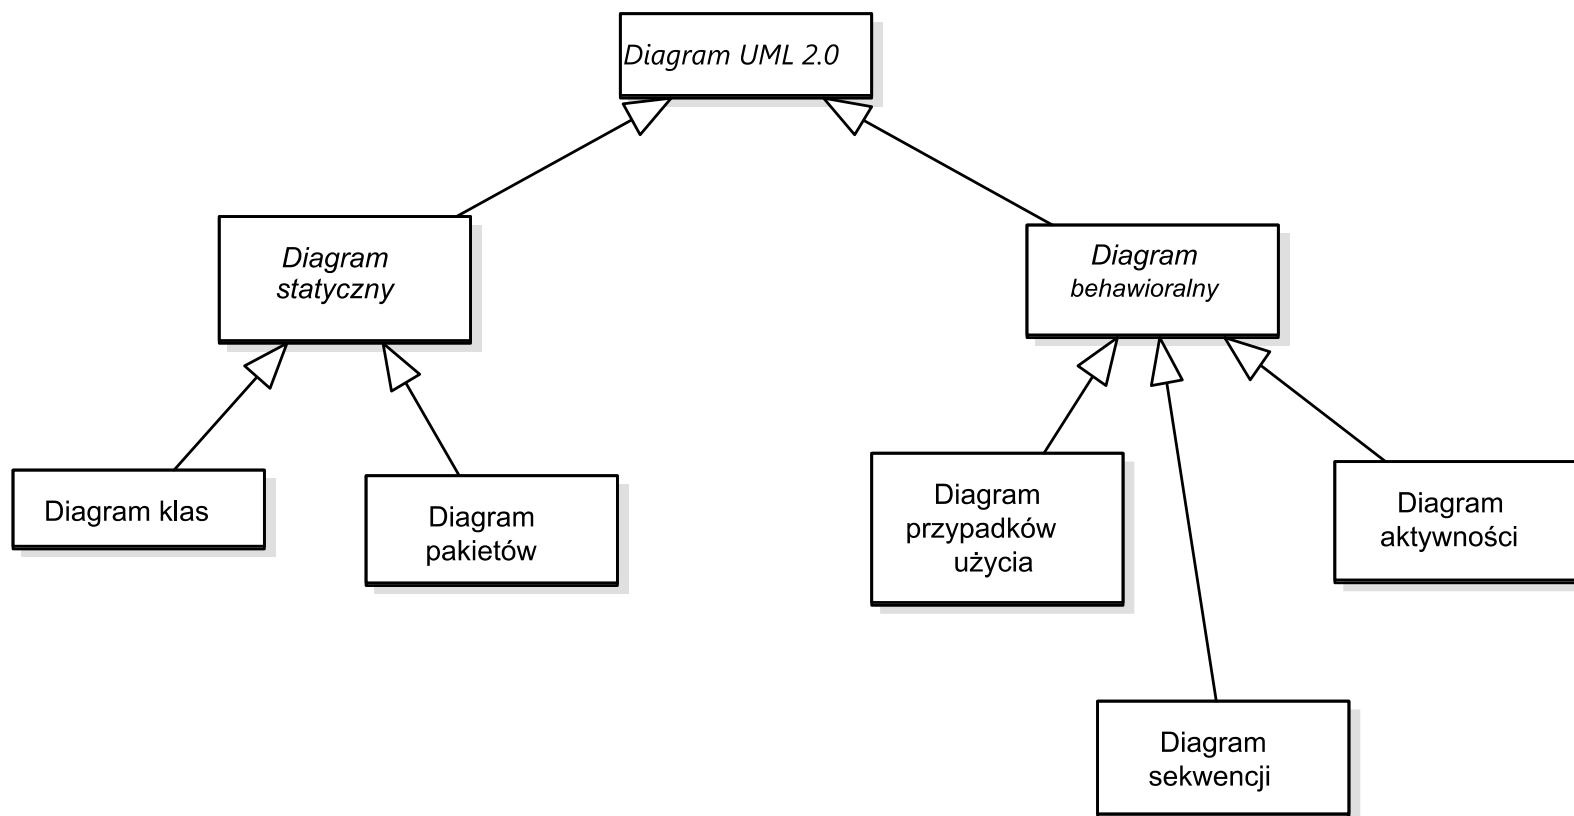 Diagram UML 2.0
Diagram
statyczny
Diagram
behawioralny
Diagram klas
Diagram
pakietów
Diagram
przypadków
użycia
Diagram
aktywności
Diagram
sekwencji